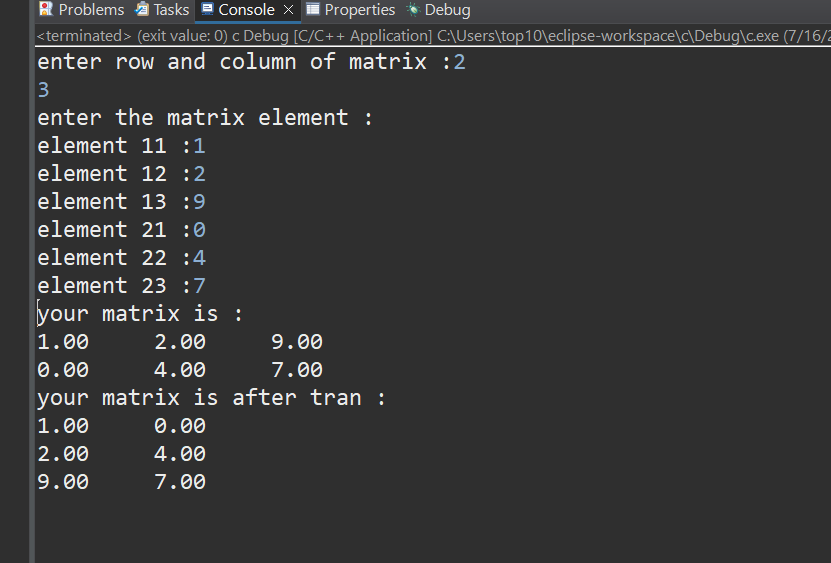 Problems Tasks Console Properties Debug
<terminated> (exit value: 0) c Debug [C/C++ Application] C:\Users\top10\eclipse-workspace\c\Debug\c.exe (7/16/2
enter row and column of matrix :2
3
enter the matrix element :
element 11 :1
element 12 :2
element 13 :9
element 21 :0
element 22 :4
element 23 :7
your matrix is :
1.00 2.00 9.00
0.00 4.00 7.00
your matrix is after tran :
1.00 0.00
2.00 4.00
9.00 7.00